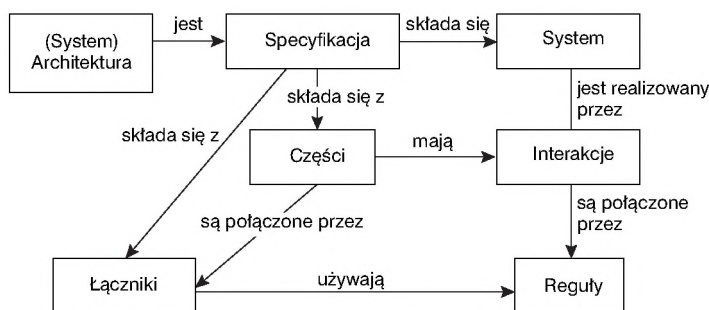 jest
składa się
(System)
Architektura
Specyfikacja
System
składa się z
jest realizowany
przez
składa się z
Części
mają
Interakcje
są połączone przez
są połączone
przez
Łączniki
używają
Reguły